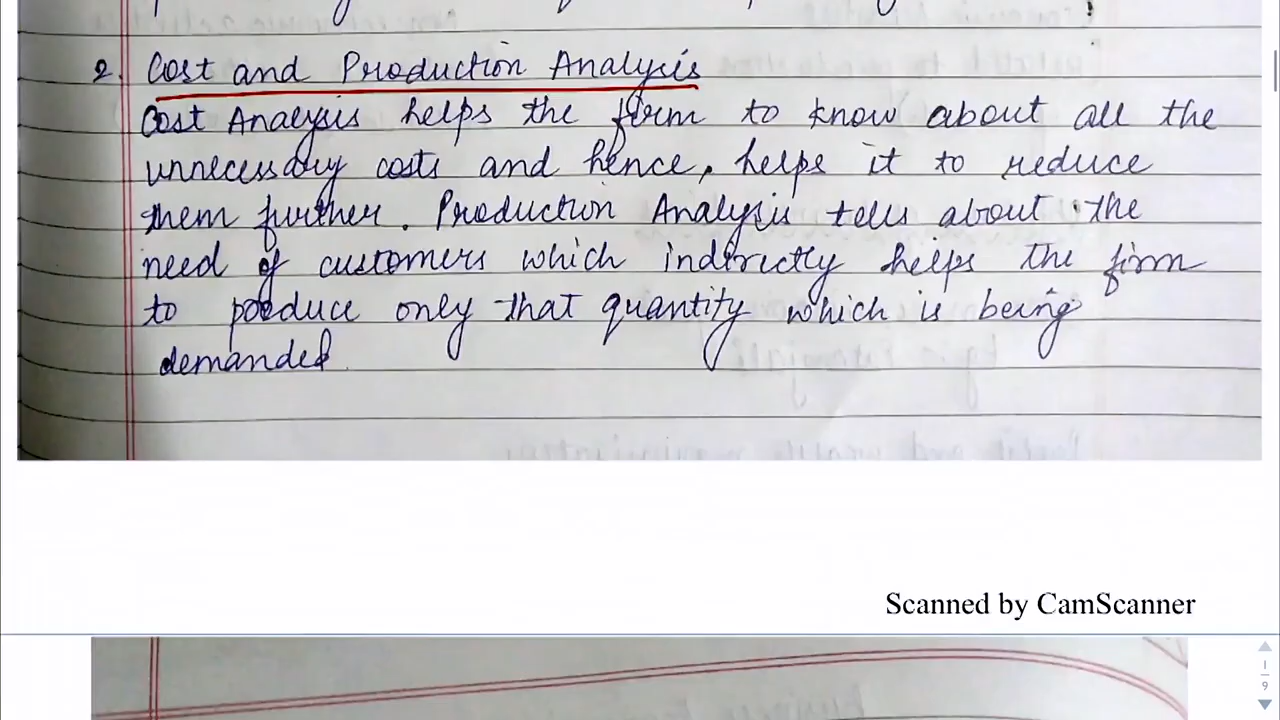 2. Cost and Production Analysis
Cost Analysis helps the firm to know about all the
unnecessary costs and hence, helps it to reduce
them further. Production Analysis tells about the
need of customers which indirectly helps the firm
to produce only that quantity which is being
demanded.
Scanned by CamScanner
1
9